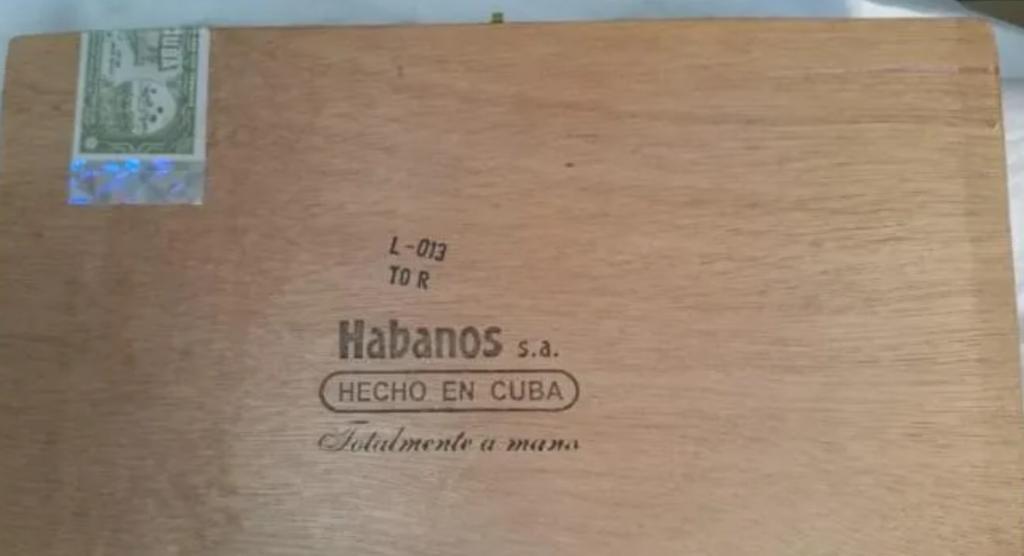 L-013
TO R
Habanos s.a.
HECHO EN CUBA
Totalmente a mano